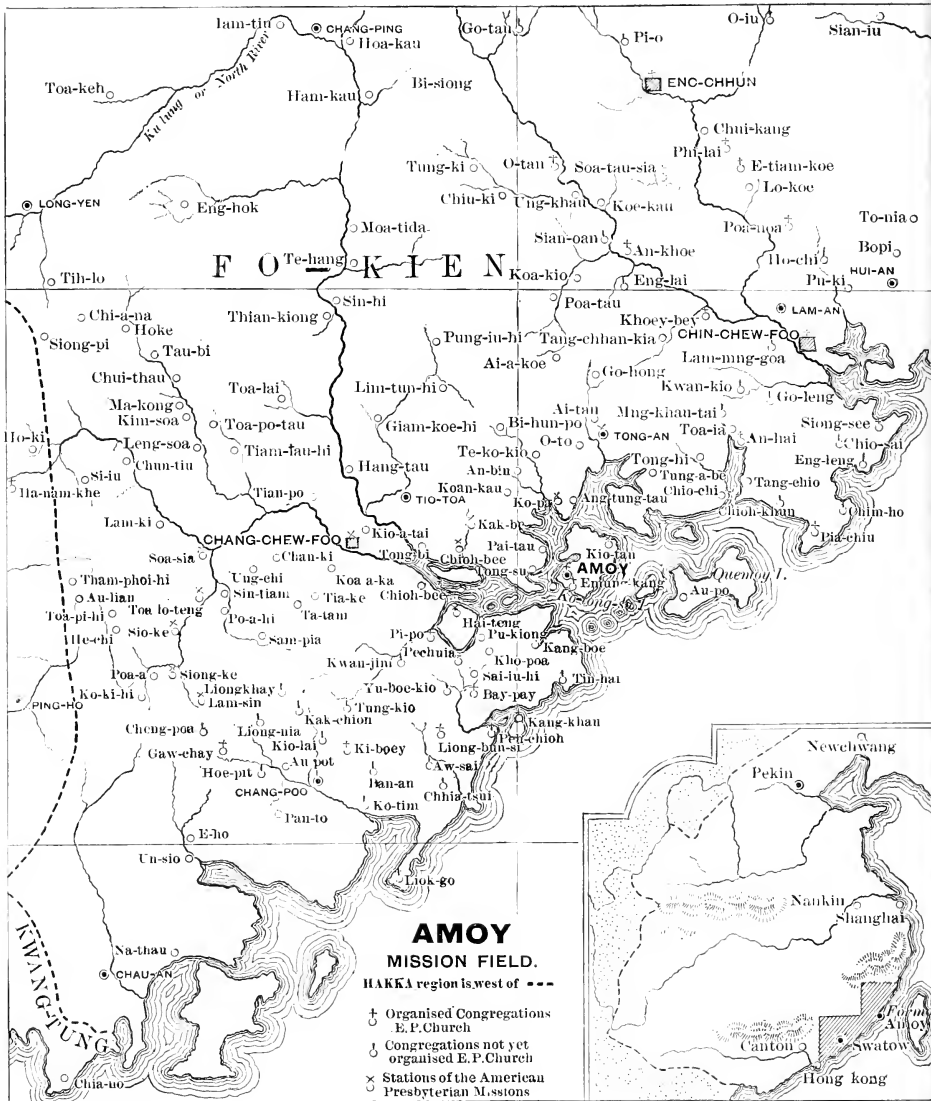 Iam-tiu
CHANG-PING
Hoa-kau
Go-tau
O-iu
Sian-iu
Pi-o
Toa-keh
Ku lung or North River
Ham-kau
Bi-siong
ENG-CHHUN
Chui-kang
Phi-lai
Tung-ki
O-tan
Soa-tau-sia
E-tiam-koe
Lo-koe
LONG-YEN
Eng-hok
Chiu-ki
Ung-khau
Koe-kau
Moa-tida
Poa-noa
To-nia
Sian-oan
An-khoe
Bopi
FO-KIEN
Te-hang
Ho-chi
HUI-AN
Tih-lo
Koa-kio
Eng-lai
Pu-ki
Sin-hi
Poa-tau
LAM-AN
Chi-a-na
Thian-kiong
Khoey-bey
Hoke
CHIN-CHEW-FOO
Siong-pi
Pung-iu-hi
Tang-chhan-kia
Tau-bi
Ai-a-koe
Lam-mng-goa
Chui-thau
Toa-lai
Lim-tun-hi
Go-hong
Kwan-kio
Go-leng
Ma-kong
Kim-soa
Toa-po-tau
Giam-koe-hi
Bi-hun-po
Ai-tau
Mng-khan-tai
Siong-see
Ho-ki
Leng-soa
Tiam-tau-hi
O-to
TONG-AN
Toa-ia
An-hai
Chio-sai
Chun-tiu
Te-ko-kio
Tong-hi
Eng-leng
Si-iu
Hang-tau
An-biu
Tung-a-be
Tang-chio
Ha-nam-khe
Tian-po
TIO-TOA
Koan-kau
Ko-pa
Ang-tung-tau
Chio-chi
Chioh-khun
Chim-ho
Lam-ki
Kio-a-tai
Kak-be
Pia-chiu
CHANG-CHEW-FOO
Tong-bi
Pai-tau
Kio-tan
Soa-sia
Chan-ki
Chioh-bee
AMOY
Quemoy I.
Ung-chi
Koa a-ka
Tong-su
Tham-phoi-hi
Chioh-bee
Au-po
Au-lian
Sin-tiam
Tia-ke
Toa-pi-hi
Toa lo-teng
Ta-tam
Hai-teng
He-chi
Sio-ke
Po-a-hi
Sam-pia
Pi-po
Pu-kiong
Kang-boe
Pechuia
Kwan-jim
Kho-poa
Poa-a
Siong-ke
Sai-iu-hi
Tin-hai
Ko-ki-hi
Liongkhay
Yu-boe-kio
Bay-pay
PING-HO
Lam-sin
Tung-kio
Kak-chion
Kang-khau
Cheng-poa
Liong-nia
Peh-chioh
Kio-lai
Liong-bun-si
Newchwang
Gaw-chay
Ki-boey
Au pot
Aw-sai
Pekin
Hoe-pit
Ban-an
CHANG-POO
Chhia-tsui
Pan-to
Ko-tim
E-ho
Un-sio
Liok-go
Nankin
Shanghai
AMOY
MISSION FIELD.
HAKKA region is west of
Na-thau
CHAU-AN
KWANG-TUNG
Organised Congregations
E.P.Church
Form
Amoy
Congregations not yet
organised E.P.Church
Canton
Swatow
Stations of the American
Presbyterian Missions
Hong kong